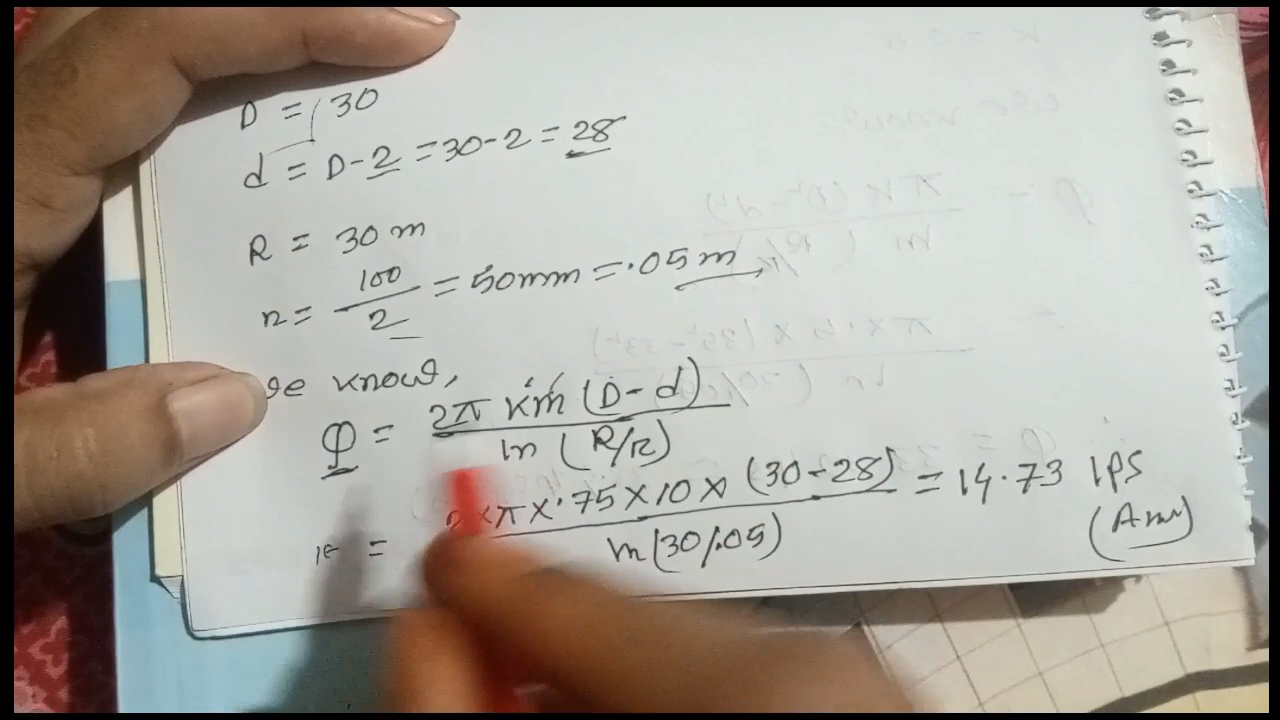 D = 30
d = D - 2 = 30 - 2 = 28
R = 30 m
r = 100/2 = 50mm = .05 m
we know,
φ = 2π km (D - d) / ln (R/r)
= 2×π×.75×10× (30-28) / ln (30/.05) = 14.73 lps
(Ans)